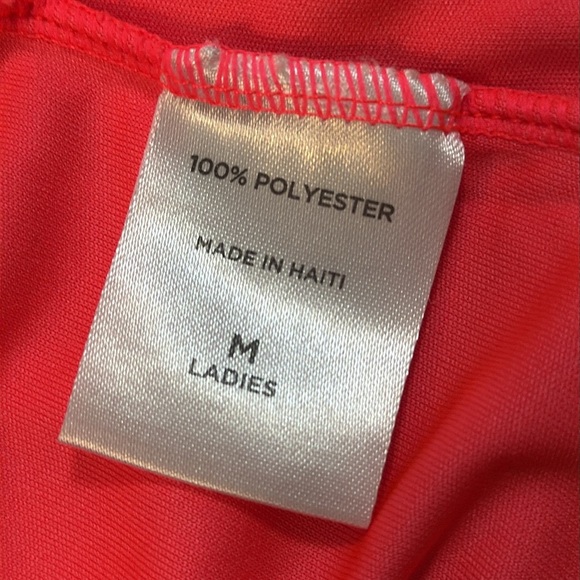 100% POLYESTER
MADE IN HAITI
M
LADIES